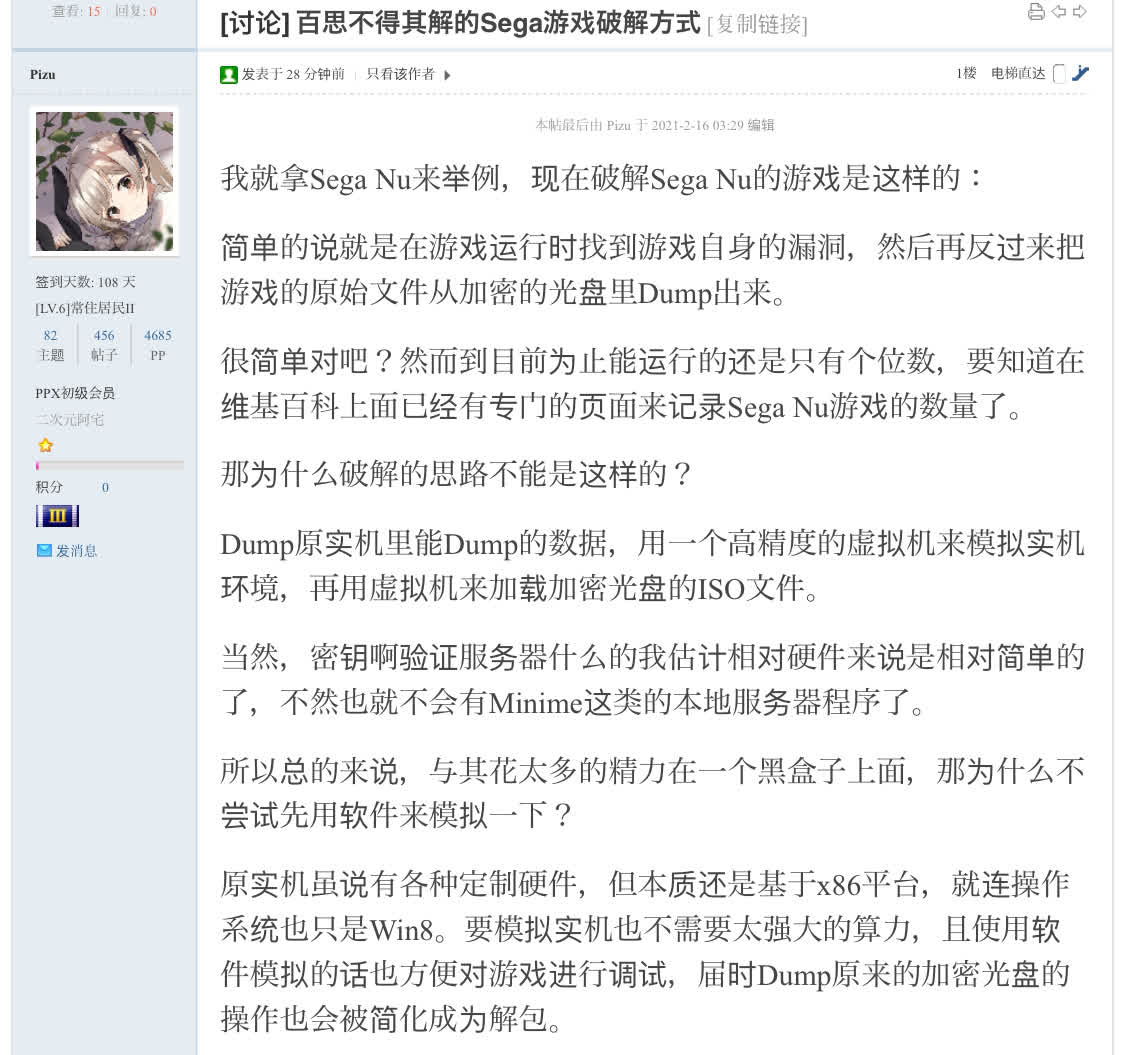 查看: 15 | 回复: 0
[讨论] 百思不得其解的Sega游戏破解方式 [复制链接]
Pizu
发表于 28 分钟前 | 只看该作者
1楼 电梯直达
本帖最后由 Pizu 于 2021-2-16 03:29 编辑
签到天数: 108 天
[LV.6]常住居民II
82 456 4685
主题 帖子 PP
PPX初级会员
二次元阿宅
积分 0
III
发消息
我就拿Sega Nu来举例，现在破解Sega Nu的游戏是这样的：
简单的说就是在游戏运行时找到游戏自身的漏洞，然后再反过来把
游戏的原始文件从加密的光盘里Dump出来。
很简单对吧？然而到目前为止能运行的还是只有个位数，要知道在
维基百科上面已经有专门的页面来记录Sega Nu游戏的数量了。
那为什么破解的思路不能是这样的？
Dump原实机里能Dump的数据，用一个高精度的虚拟机来模拟实机
环境，再用虚拟机来加载加密光盘的ISO文件。
当然，密钥啊验证服务器什么的我估计相对硬件来说是相对简单的
了，不然也就不会有Minime这类的本地服务器程序了。
所以总的来说，与其花太多的精力在一个黑盒子上面，那为什么不
尝试先用软件来模拟一下？
原实机虽说有各种定制硬件，但本质还是基于x86平台，就连操作
系统也只是Win8。要模拟实机也不需要太强大的算力，且使用软
件模拟的话也方便对游戏进行调试，届时Dump原来的加密光盘的
操作也会被简化成为解包。